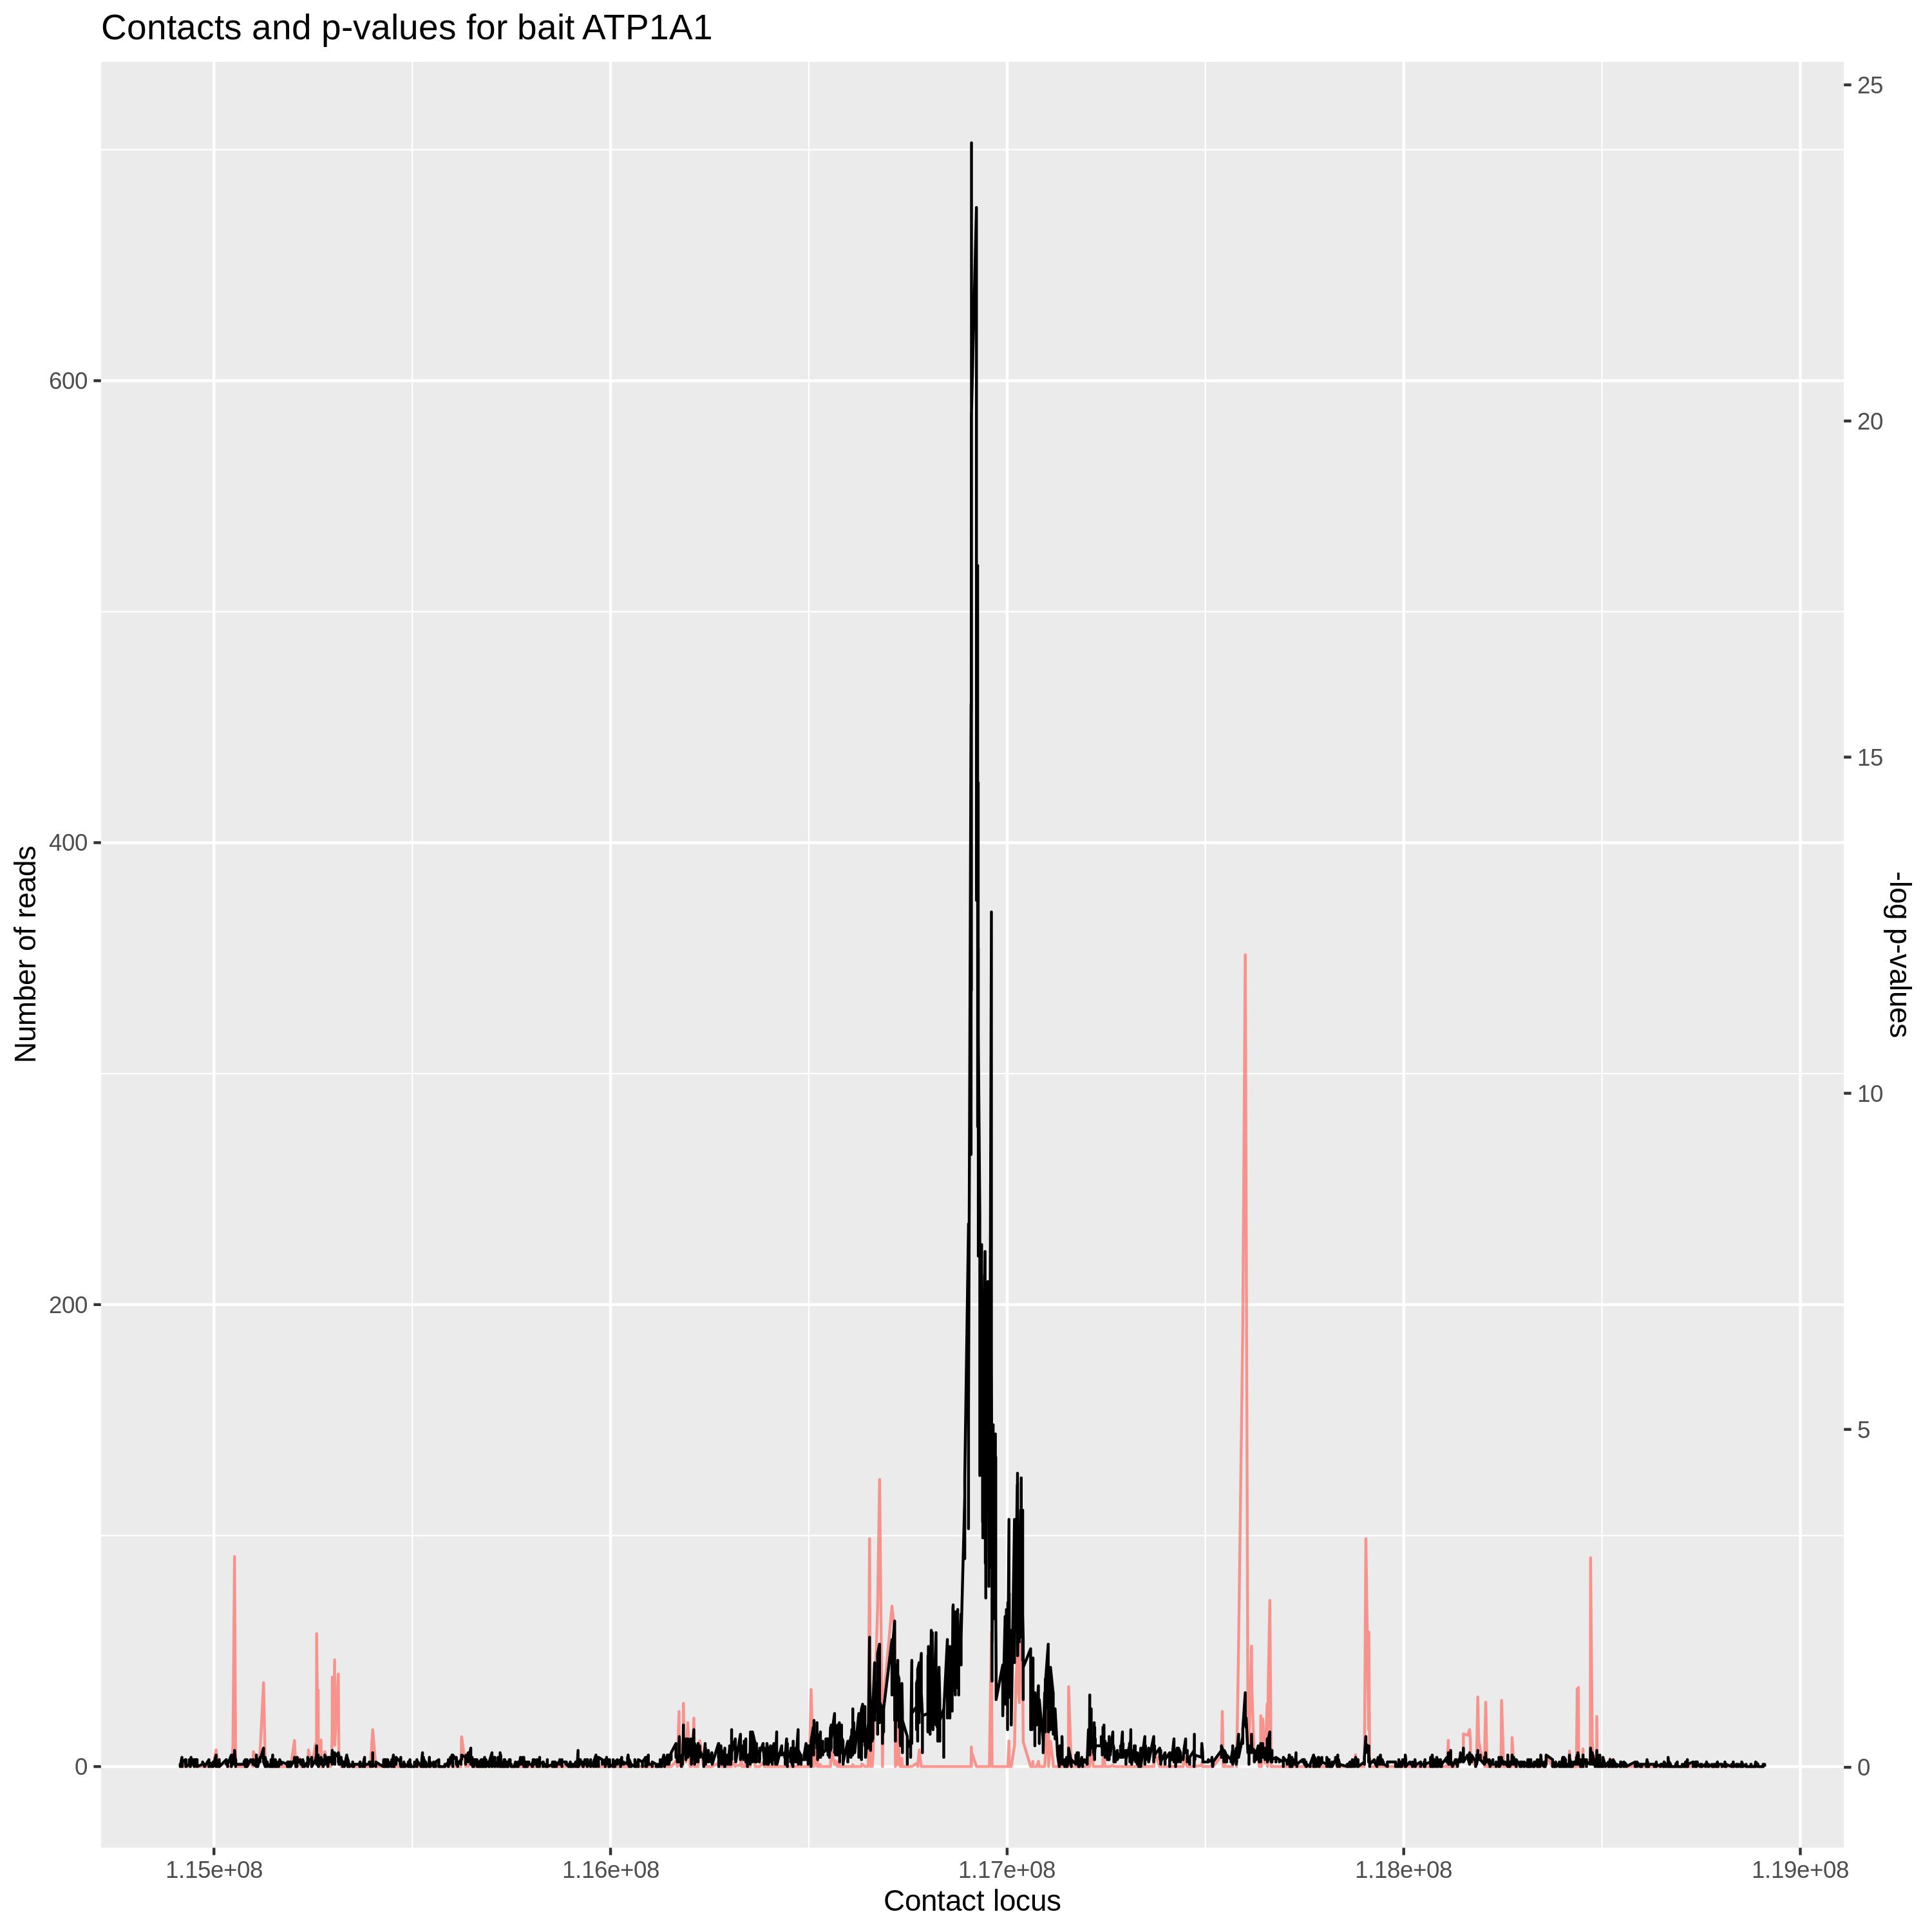 Contacts and p-values for bait ATP1A1
Number of reads
600
400
200
0
25
20
15
10
5
0
-log p-values
1.15e+08 1.16e+08 1.17e+08 1.18e+08 1.19e+08
Contact locus